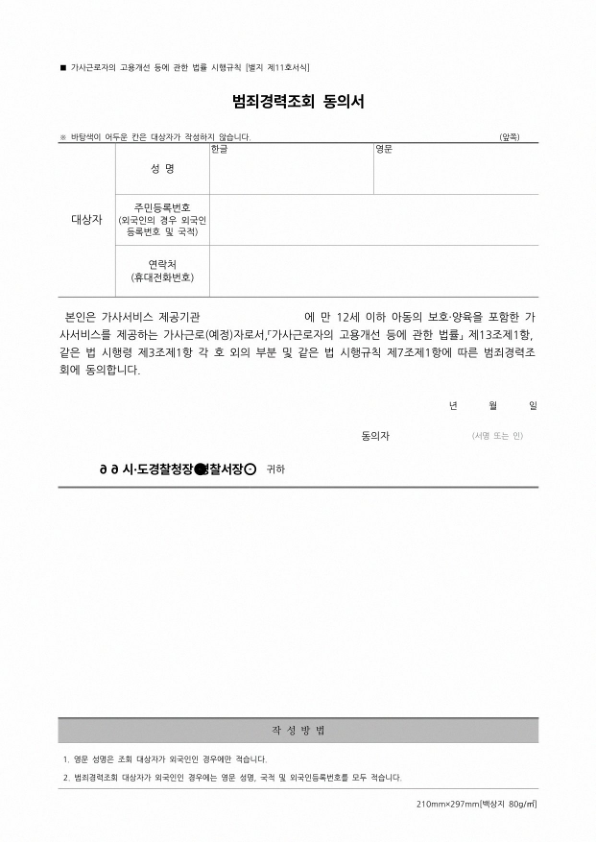 ■ 가사근로자의 고용개선 등에 관한 법률 시행규칙 [별지 제11호서식]
범죄경력조회 동의서
※ 바탕색이 어두운 칸은 대상자가 작성하지 않습니다. (앞쪽)
대상자
성 명
한글
영문
주민등록번호
(외국인의 경우 외국인
등록번호 및 국적)
연락처
(휴대전화번호)
본인은 가사서비스 제공기관 에 만 12세 이하 아동의 보호·양육을 포함한 가
사서비스를 제공하는 가사근로(예정)자로서,「가사근로자의 고용개선 등에 관한 법률」 제13조제1항,
같은 법 시행령 제3조제1항 각 호 외의 부분 및 같은 법 시행규칙 제7조제1항에 따른 범죄경력조
회에 동의합니다.
년 월 일
동의자 (서명 또는 인)
시·도경찰청장 찰서장 귀하
작 성 방 법
1. 영문 성명은 조회 대상자가 외국인인 경우에만 적습니다.
2. 범죄경력조회 대상자가 외국인인 경우에는 영문 성명, 국적 및 외국인등록번호를 모두 적습니다.
210mm×297mm[백상지 80g/㎡]